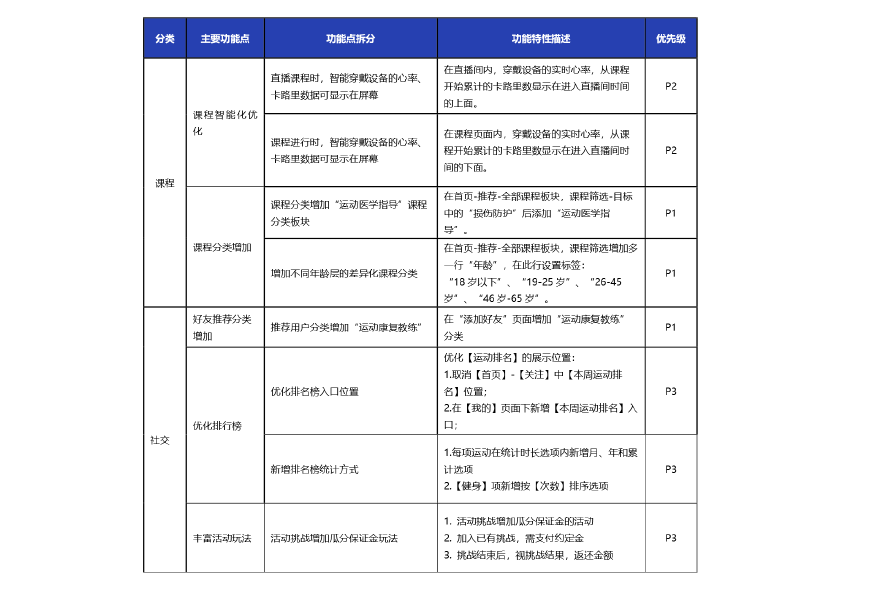 分类 主要功能点 功能点拆分 功能特性描述 优先级
课程
课程智能化优
化
直播课程时，智能穿戴设备的心率、
卡路里数据可显示在屏幕
在直播间内，穿戴设备的实时心率，从课程
开始累计的卡路里数显示在进入直播间时间
的上面。
P2
课程进行时，智能穿戴设备的心率、
卡路里数据可显示在屏幕
在课程页面内，穿戴设备的实时心率，从课
程开始累计的卡路里数显示在进入直播间时
间的下面。
P2
课程分类增加
课程分类增加“运动医学指导”课程
分类板块
在首页-推荐-全部课程板块，课程筛选-目标
中的“损伤防护”后添加“运动医学指
导”。
P1
增加不同年龄层的差异化课程分类
在首页-推荐-全部课程板块，课程筛选增加多
一行“年龄”，在此行设置标签：
“18岁以下”、“19-25岁”、“26-45
岁”、“46岁-65岁”。
P1
社交
好友推荐分类
增加
推荐用户分类增加“运动康复教练”
在“添加好友”页面增加“运动康复教练”
分类
P1
优化排行榜
优化排名榜入口位置
优化【运动排名】的展示位置：
1.取消【首页】-【关注】中【本周运动排
名】位置；
2.在【我的】页面下新增【本周运动排名】入
口；
P3
新增排名榜统计方式
1.每项运动在统计时长选项内新增月、年和累
计选项
2.【健身】项新增按【次数】排序选项
P3
丰富活动玩法
活动挑战增加瓜分保证金玩法
1. 活动挑战增加瓜分保证金的活动
2. 加入已有挑战，需支付约定金
3. 挑战结束后，视挑战结果，返还金额
P3